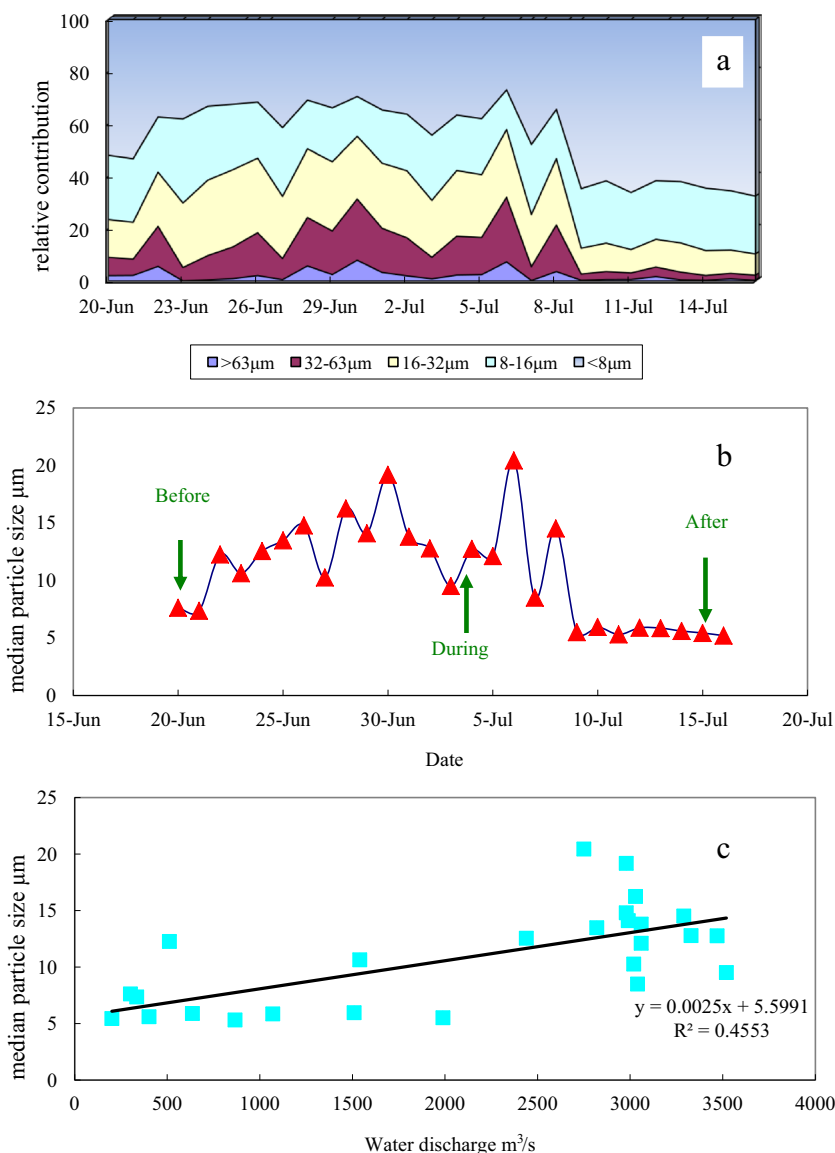 100
80
60
40
20
0
relative contribution
a
20-Jun 23-Jun 26-Jun 29-Jun 2-Jul 5-Jul 8-Jul 11-Jul 14-Jul
>63μm 32-63μm 16-32μm 8-16μm <8μm
25
20
15
10
5
0
median particle size μm
b
Before
During
After
15-Jun 20-Jun 25-Jun 30-Jun 5-Jul 10-Jul 15-Jul 20-Jul
Date
25
20
15
10
5
0
median particle size μm
c
y = 0.0025x + 5.5991
R² = 0.4553
0 500 1000 1500 2000 2500 3000 3500 4000
Water discharge m³/s